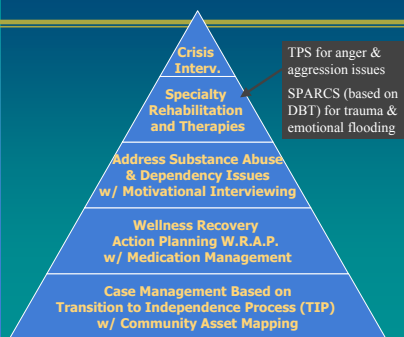 Crisis
Interv.
TPS for anger &
aggression issues
SPARCS (based on
DBT) for trauma &
emotional flooding
Specialty
Rehabilitation
and Therapies
Address Substance Abuse
& Dependency Issues
w/ Motivational Interviewing
Wellness Recovery
Action Planning W.R.A.P.
w/ Medication Management
Case Management Based on
Transition to Independence Process (TIP)
w/ Community Asset Mapping